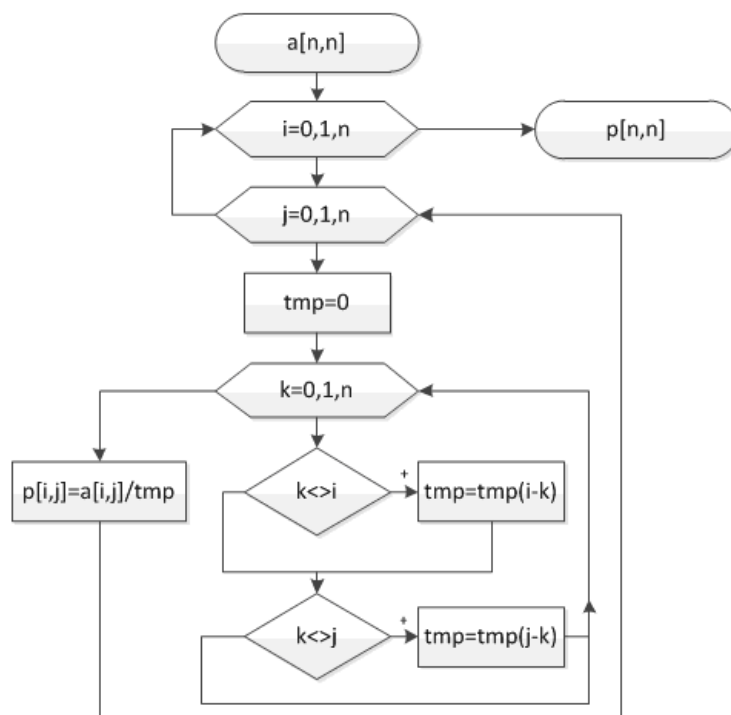 a[n,n]
i=0,1,n
p[n,n]
j=0,1,n
tmp=0
k=0,1,n
p[i,j]=a[i,j]/tmp
k<>i
+
tmp=tmp(i-k)
k<>j
+
tmp=tmp(j-k)